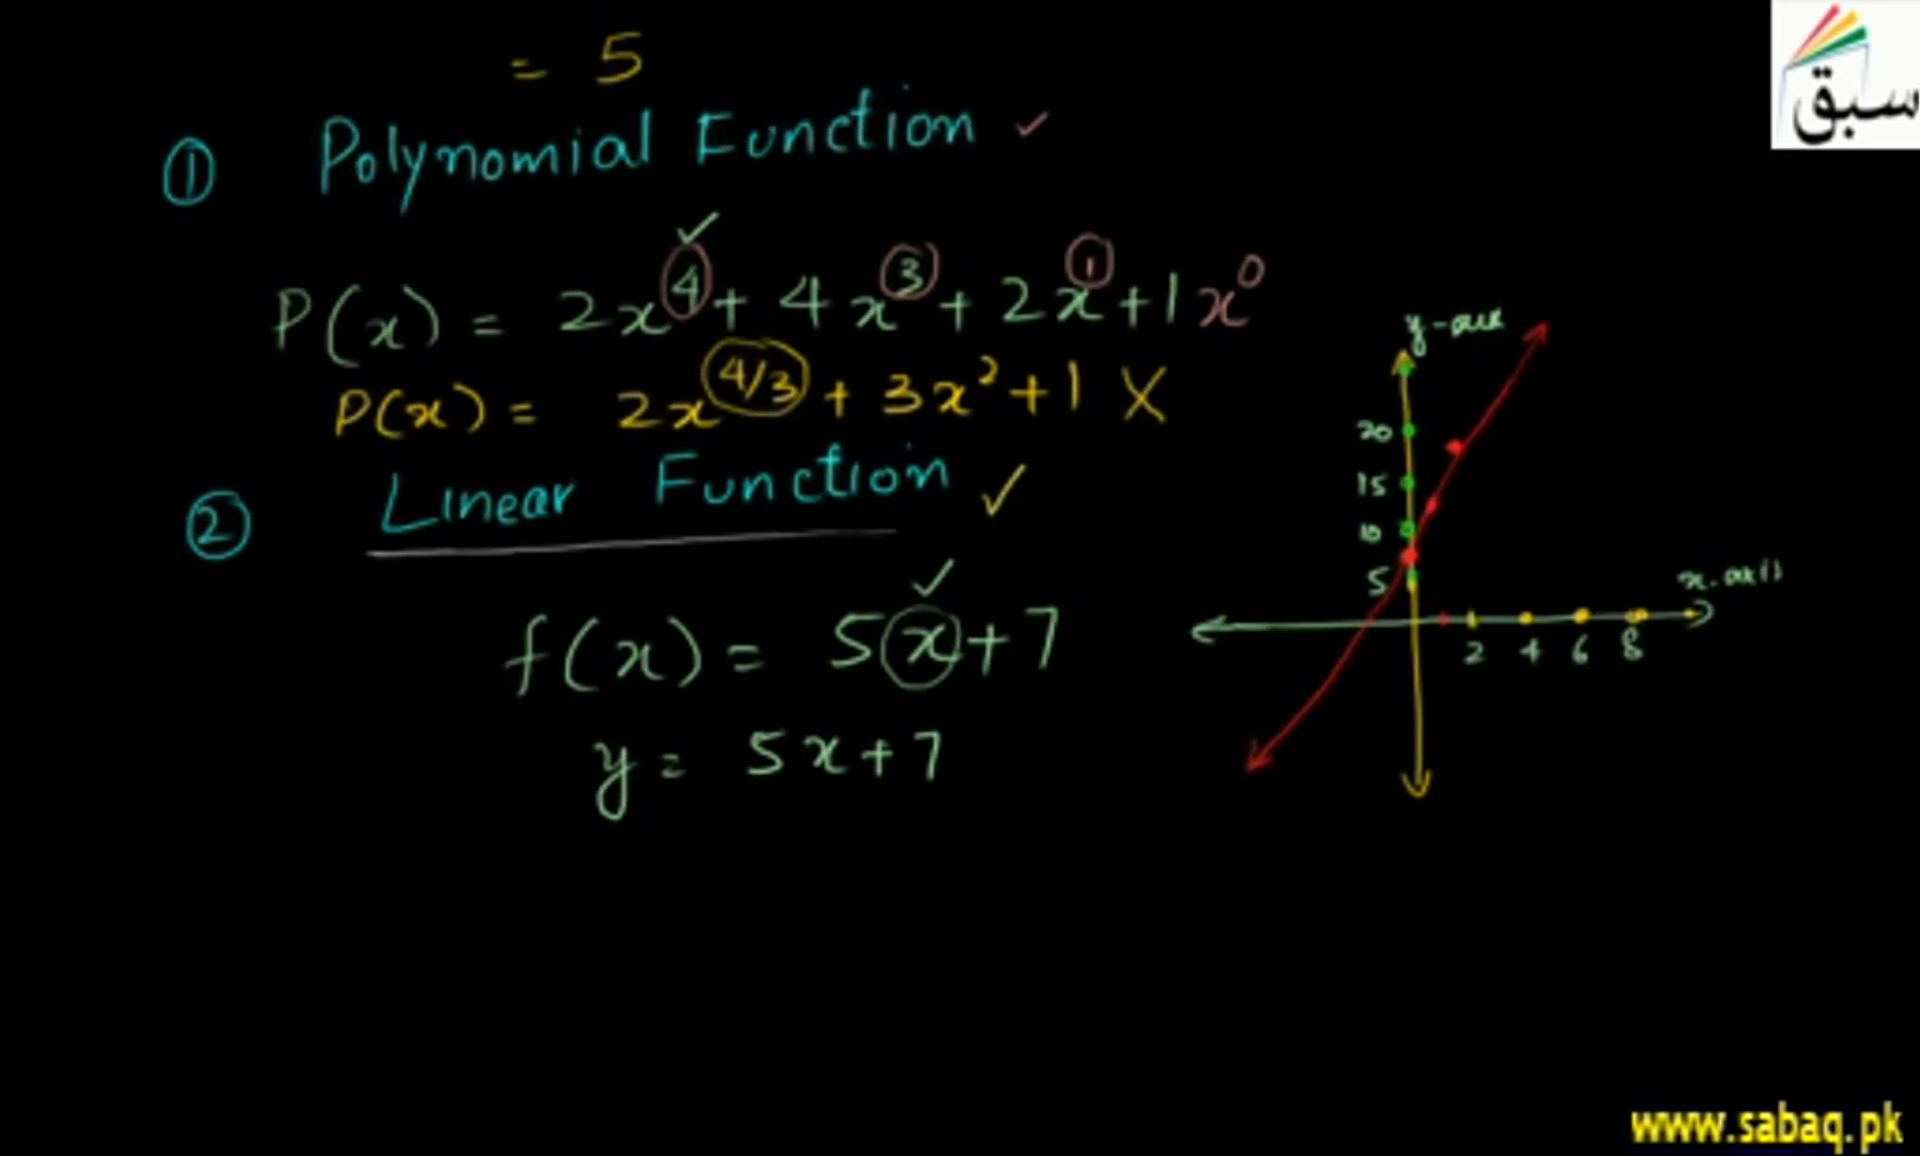 = 5
سبق
① Polynomial Function ✓
P(x) = 2x⁴ + 4x³ + 2x¹ + 1x⁰
P(x) = 2x^(4/3) + 3x² + 1 X
② Linear Function ✓
f(x) = 5x + 7
y = 5x + 7
y-axis
20
15
10
5
x-axis
2 4 6 8
www.sabaq.pk